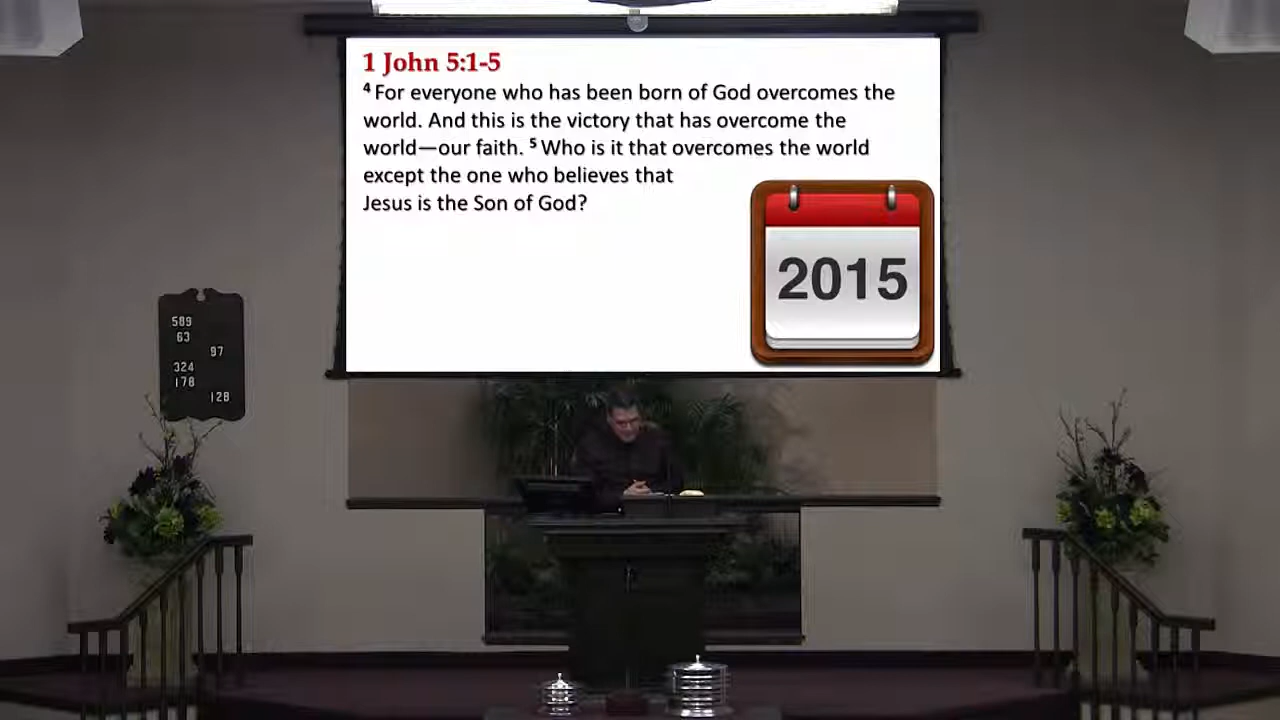 1 John 5:1-5
4 For everyone who has been born of God overcomes the
world. And this is the victory that has overcome the
world—our faith. 5 Who is it that overcomes the world
except the one who believes that
Jesus is the Son of God?
2015
589
63
97
324
178
128